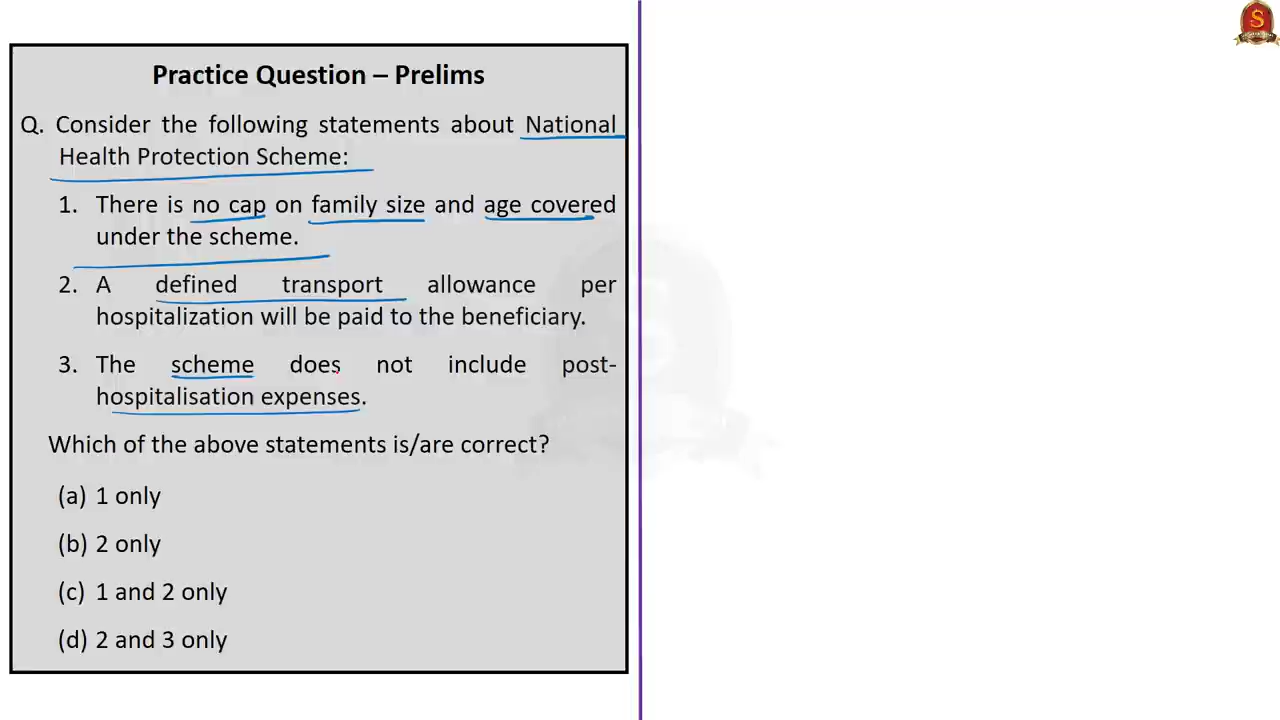 Practice Question – Prelims
Q. Consider the following statements about National
Health Protection Scheme:
1. There is no cap on family size and age covered
under the scheme.
2. A defined transport allowance per
hospitalization will be paid to the beneficiary.
3. The scheme does not include post-
hospitalisation expenses.
Which of the above statements is/are correct?
(a) 1 only
(b) 2 only
(c) 1 and 2 only
(d) 2 and 3 only
S